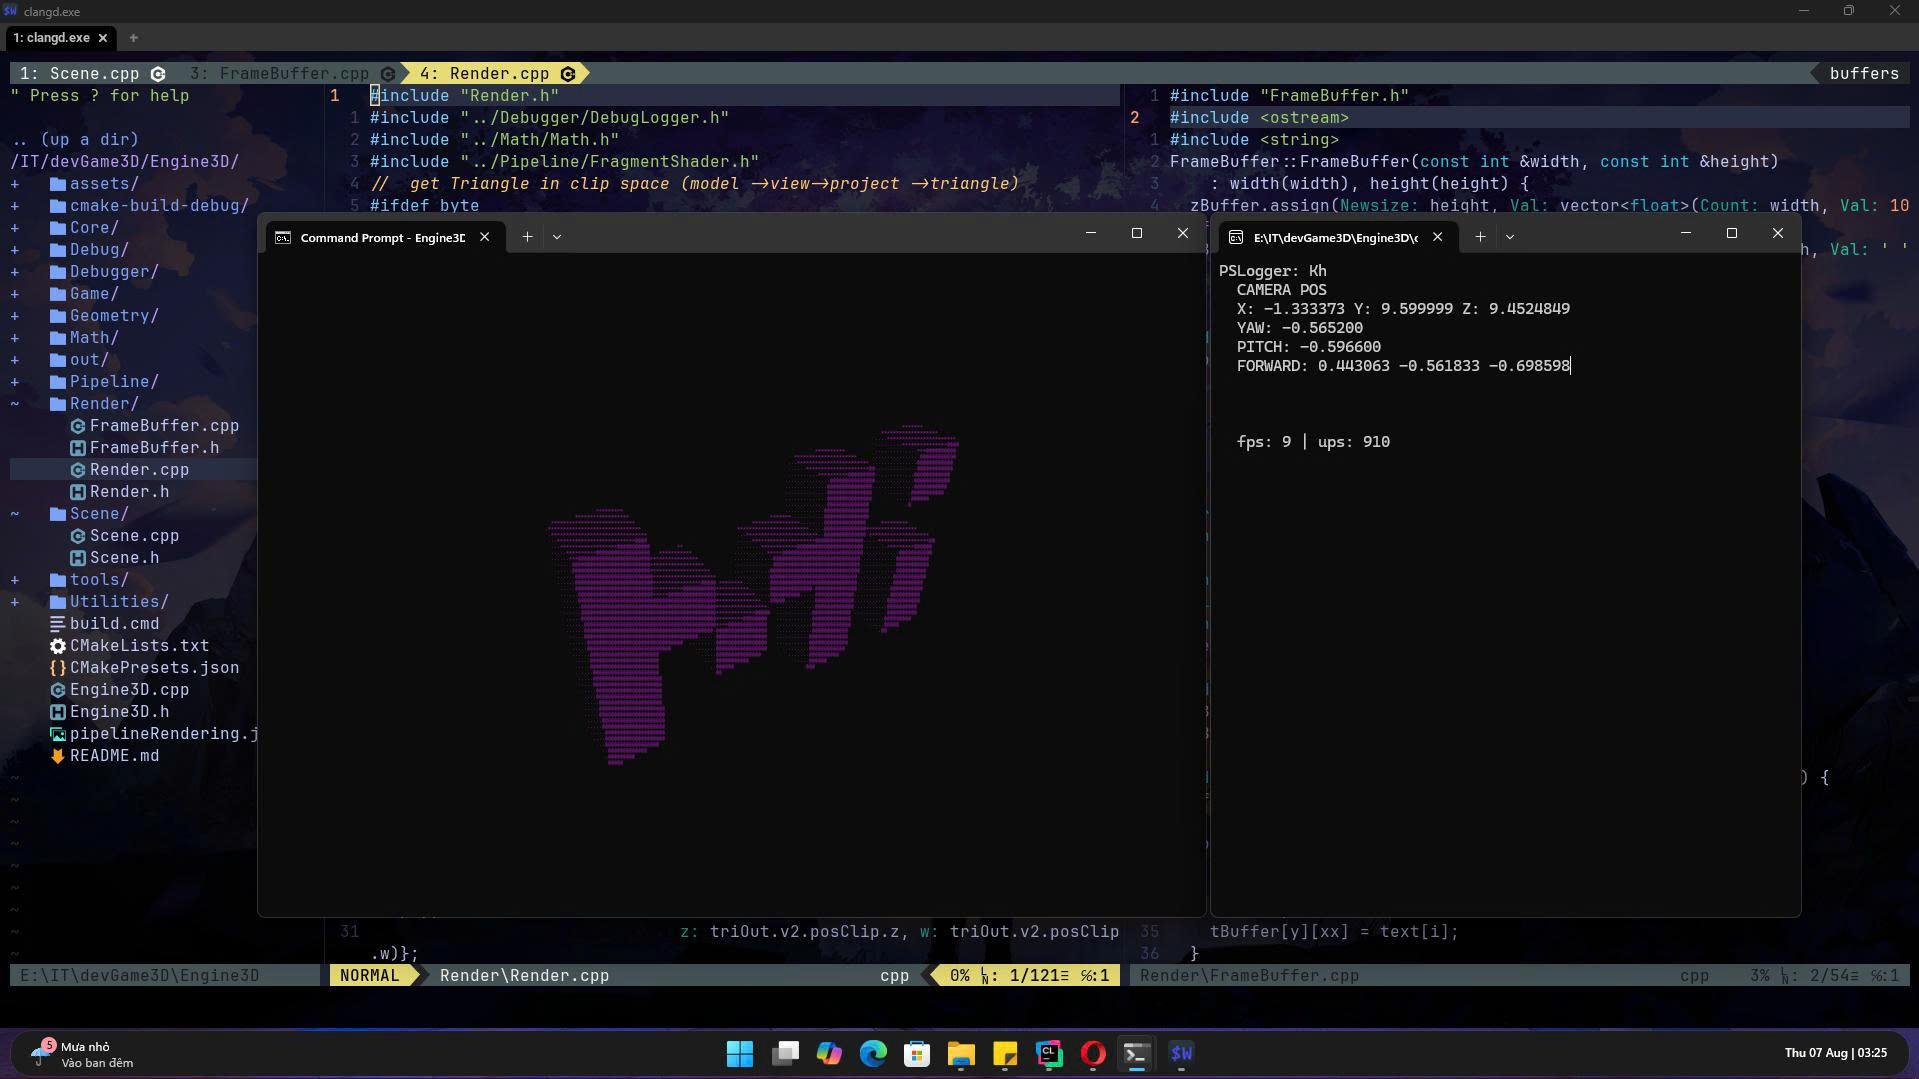 clangd.exe
1: clangd.exe
1: Scene.cpp 3: FrameBuffer.cpp 4: Render.cpp buffers
" Press ? for help
.. (up a dir)
/IT/devGame3D/Engine3D/
+ assets/
+ cmake-build-debug/
+ Core/
+ Debug/
+ Debugger/
+ Game/
+ Geometry/
+ Math/
+ out/
+ Pipeline/
~ Render/
FrameBuffer.cpp
FrameBuffer.h
Render.cpp
Render.h
~ Scene/
Scene.cpp
Scene.h
+ tools/
+ Utilities/
build.cmd
CMakeLists.txt
CMakePresets.json
Engine3D.cpp
Engine3D.h
pipelineRendering.j
README.md
E:\IT\devGame3D\Engine3D
1 #include "Render.h"
1 #include "../Debugger/DebugLogger.h"
2 #include "../Math/Math.h"
3 #include "../Pipeline/FragmentShader.h"
4 // get Triangle in clip space (model ->view->project ->triangle)
5 #ifdef byte
31 z: triOut.v2.posClip.z, w: triOut.v2.posClip
.w)};
NORMAL Render\Render.cpp cpp 0% LN: 1/121≡ %:1
1 #include "FrameBuffer.h"
2 #include <ostream>
1 #include <string>
2 FrameBuffer::FrameBuffer(const int &width, const int &height)
3 : width(width), height(height) {
4 zBuffer.assign(Newsize: height, Val: vector<float>(Count: width, Val: 10
h, Val: ' '
) {
35 tBuffer[y][xx] = text[i];
36 }
Render\FrameBuffer.cpp cpp 3% LN: 2/54≡ %:1
Command Prompt - Engine3D
E:\IT\devGame3D\Engine3D\c
PSLogger: Kh
CAMERA POS
X: -1.333373 Y: 9.599999 Z: 9.4524849
YAW: -0.565200
PITCH: -0.596600
FORWARD: 0.443063 -0.561833 -0.698598
fps: 9 | ups: 910
5
Mưa nhỏ
Vào ban đêm
Thu 07 Aug | 03:25